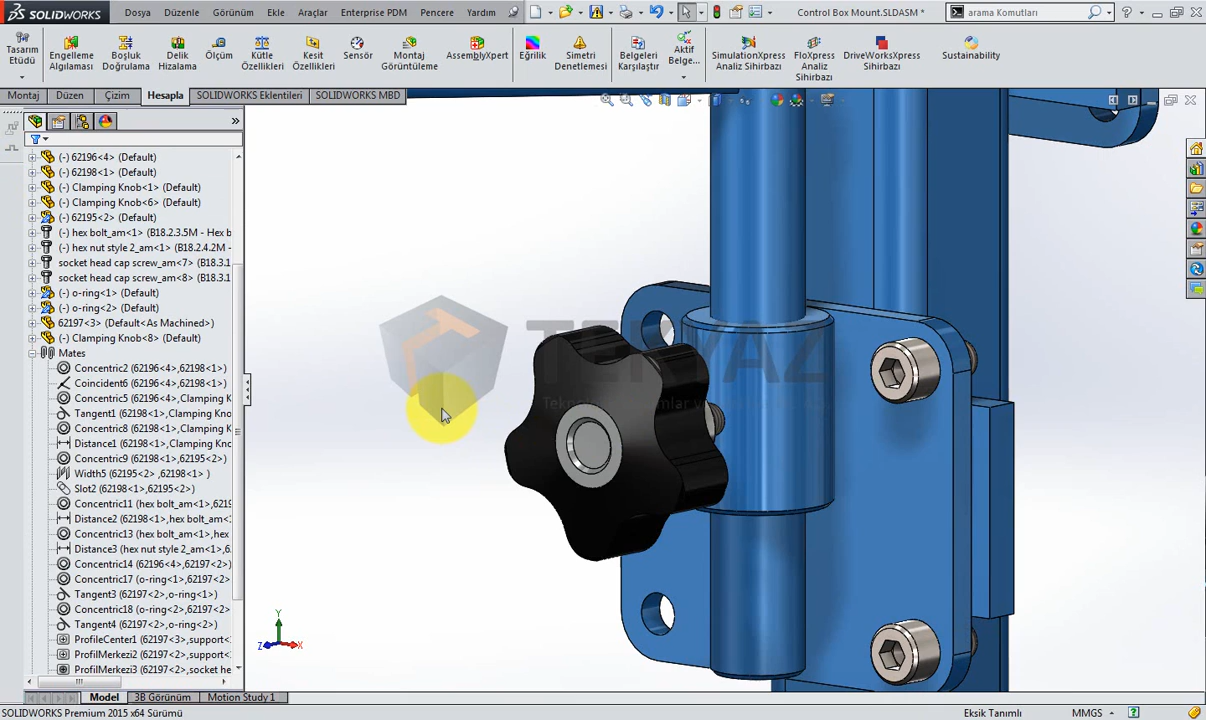 SOLIDWORKS
Dosya Düzenle Görünüm Ekle Araçlar Enterprise PDM Pencere Yardım
Control Box Mount.SLDASM *
arama Komutları
Tasarım Etüdü
Engelleme Algılaması
Boşluk Doğrulama
Delik Hizalama
Ölçüm
Kütle Özellikleri
Kesit Özellikleri
Sensör
Montaj Görüntüleme
AssemblyXpert
Eğrilik
Simetri Denetlemesi
Belgeleri Karşılaştır
Aktif Belge...
SimulationXpress Analiz Sihirbazı
FloXpress Analiz Sihirbazı
DriveWorksXpress Sihirbazı
Sustainability
Montaj Düzen Çizim Hesapla SOLIDWORKS Eklentileri SOLIDWORKS MBD
(-) 62196<4> (Default)
(-) 62198<1> (Default)
(-) Clamping Knob<1> (Default)
(-) Clamping Knob<6> (Default)
(-) 62195<2> (Default)
(-) hex bolt_am<1> (B18.2.3.5M - Hex b
(-) hex nut style 2_am<1> (B18.2.4.2M -
socket head cap screw_am<7> (B18.3.1
socket head cap screw_am<8> (B18.3.1
(-) o-ring<1> (Default)
(-) o-ring<2> (Default)
62197<3> (Default<As Machined>)
(-) Clamping Knob<8> (Default)
Mates
Concentric2 (62196<4>,62198<1>)
Coincident6 (62196<4>,62198<1>)
Concentric5 (62196<4>,Clamping K
Tangent1 (62198<1>,Clamping Kno
Concentric8 (62198<1>,Clamping K
Distance1 (62198<1>,Clamping Kno
Concentric9 (62198<1>,62195<2>)
Width5 (62195<2> ,62198<1> )
Slot2 (62198<1>,62195<2>)
Concentric11 (hex bolt_am<1>,621
Distance2 (62198<1>,hex bolt_am<
Concentric13 (hex bolt_am<1>,hex
Distance3 (hex nut style 2_am<1>,6
Concentric14 (62196<4>,62197<2>)
Concentric17 (o-ring<1>,62197<2>
Tangent3 (62197<2>,o-ring<1>)
Concentric18 (o-ring<2>,62197<2>
Tangent4 (62197<2>,o-ring<2>)
ProfileCenter1 (62197<3>,support<
ProfilMerkezi2 (62197<2>,support<
ProfilMerkezi3 (62197<2>,socket he
TEKYAZ
Y
Z X
Model 3B Görünüm Motion Study 1
SOLIDWORKS Premium 2015 x64 Sürümü
Eksik Tanımlı
MMGS